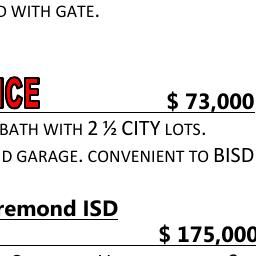 D WITH GATE.
ICE $ 73,000
BATH WITH 2 ½ CITY LOTS.
D GARAGE. CONVENIENT TO BISD
remond ISD
$ 175,000